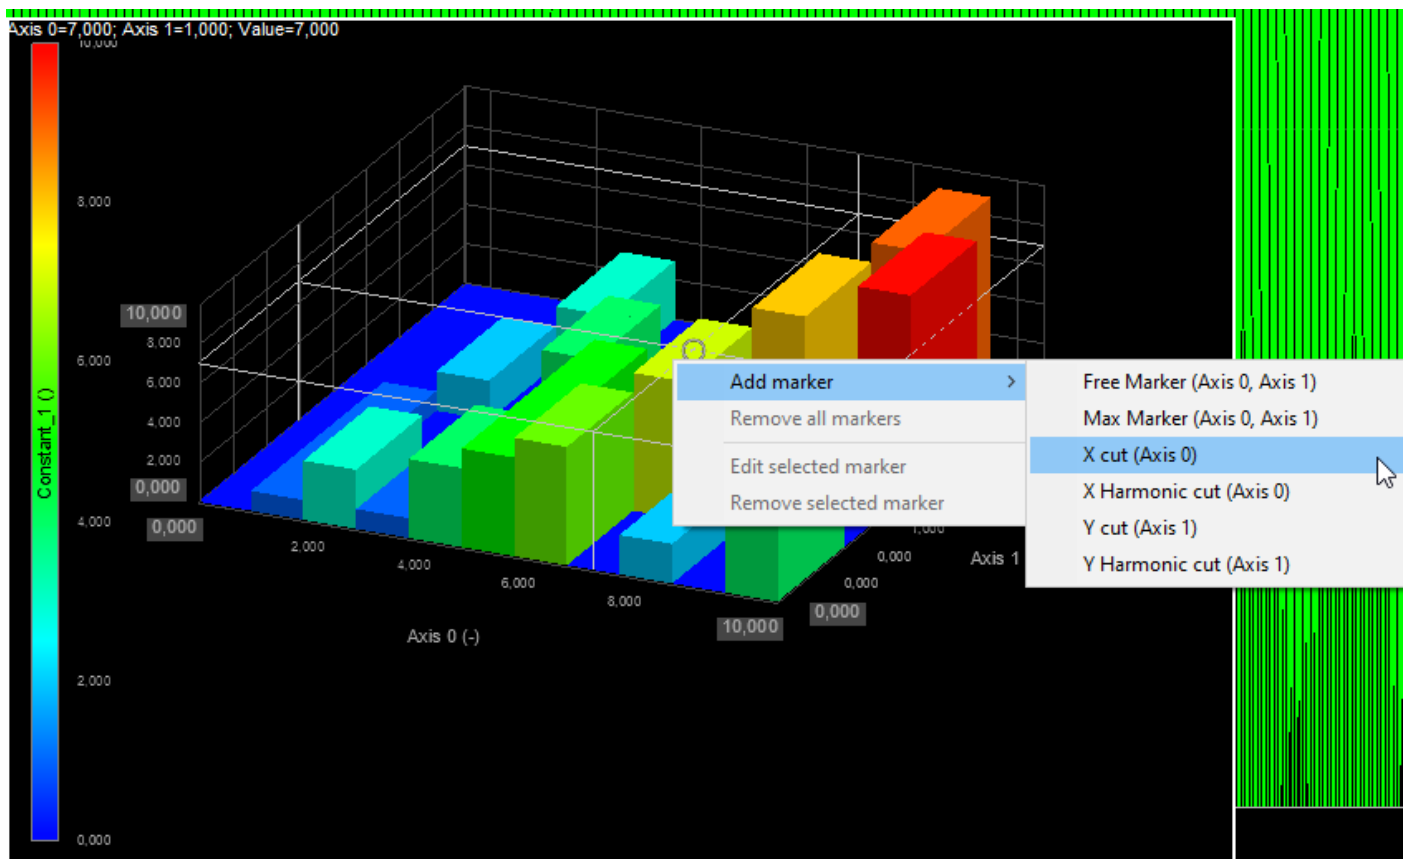 Axis 0=7,000; Axis 1=1,000; Value=7,000
10,000
8,000
6,000
4,000
2,000
0,000
Constant_1 ()
10,000
8,000
6,000
4,000
2,000
0,000
0,000
2,000
4,000
6,000
8,000
10,000
Axis 0 (-)
0,000
0,000
0,000
1,000
Axis 1
Add marker
Remove all markers
Edit selected marker
Remove selected marker
Free Marker (Axis 0, Axis 1)
Max Marker (Axis 0, Axis 1)
X cut (Axis 0)
X Harmonic cut (Axis 0)
Y cut (Axis 1)
Y Harmonic cut (Axis 1)